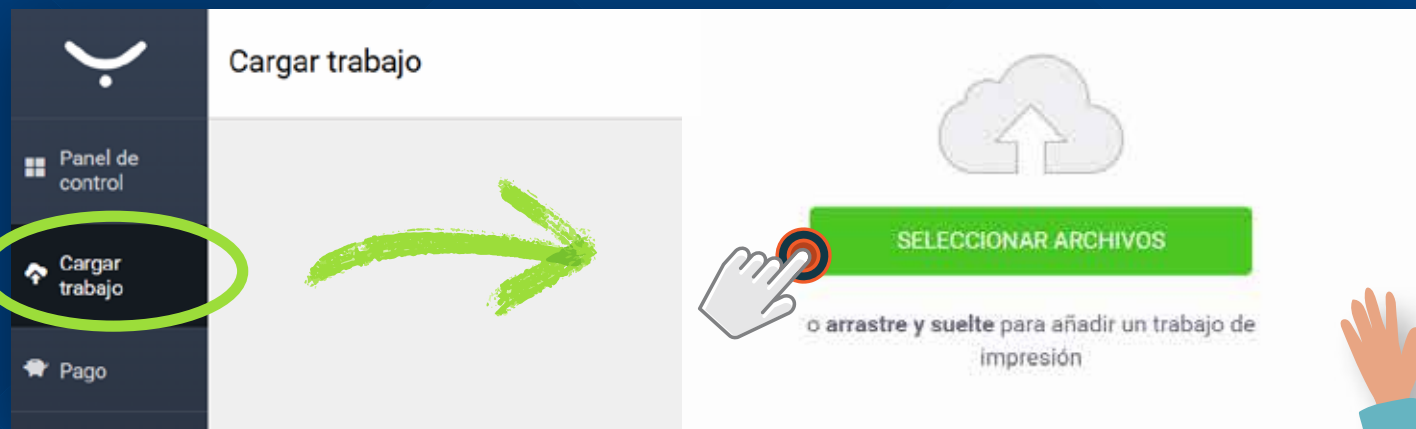 Cargar trabajo
Panel de
control
Cargar
trabajo
Pago
SELECCIONAR ARCHIVOS
o arrastre y suelte para añadir un trabajo de
impresión